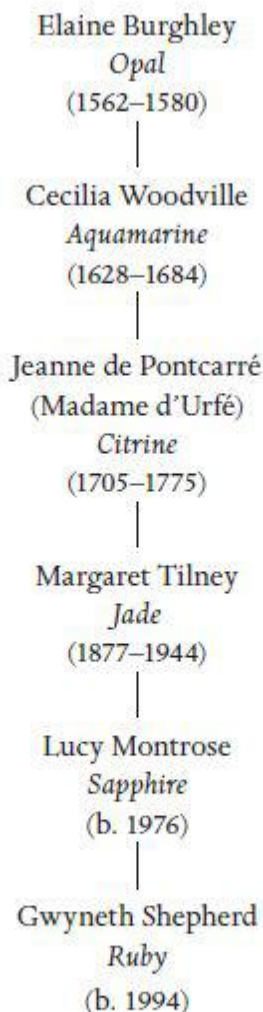 Elaine Burghley
Opal
(1562–1580)
Cecilia Woodville
Aquamarine
(1628–1684)
Jeanne de Pontcarré
(Madame d’Urfé)
Citrine
(1705–1775)
Margaret Tilney
Jade
(1877–1944)
Lucy Montrose
Sapphire
(b. 1976)
Gwyneth Shepherd
Ruby
(b. 1994)